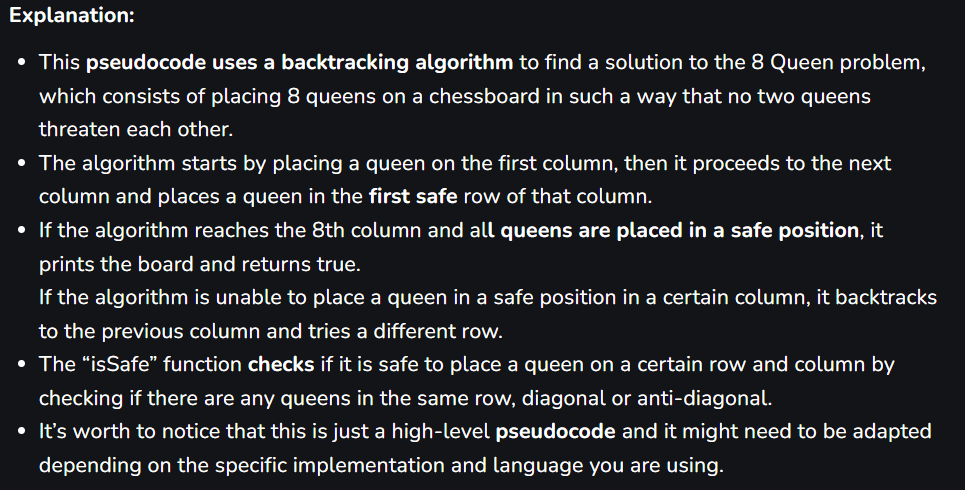 Explanation:
• This pseudocode uses a backtracking algorithm to find a solution to the 8 Queen problem,
which consists of placing 8 queens on a chessboard in such a way that no two queens
threaten each other.
• The algorithm starts by placing a queen on the first column, then it proceeds to the next
column and places a queen in the first safe row of that column.
• If the algorithm reaches the 8th column and all queens are placed in a safe position, it
prints the board and returns true.
If the algorithm is unable to place a queen in a safe position in a certain column, it backtracks
to the previous column and tries a different row.
• The “isSafe” function checks if it is safe to place a queen on a certain row and column by
checking if there are any queens in the same row, diagonal or anti-diagonal.
• It’s worth to notice that this is just a high-level pseudocode and it might need to be adapted
depending on the specific implementation and language you are using.